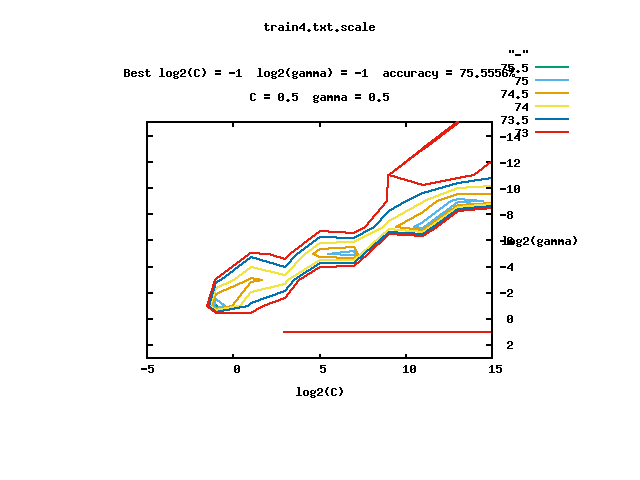 train4.txt.scale
"-"
Best log2(C) = -1  log2(gamma) = -1  accuracy = 75.5556%
C = 0.5  gamma = 0.5
75.5
75
74.5
74
73.5
73
-14
-12
-10
-8
-6
log2(gamma)
-4
-2
0
2
-5 0 5 10 15
log2(C)